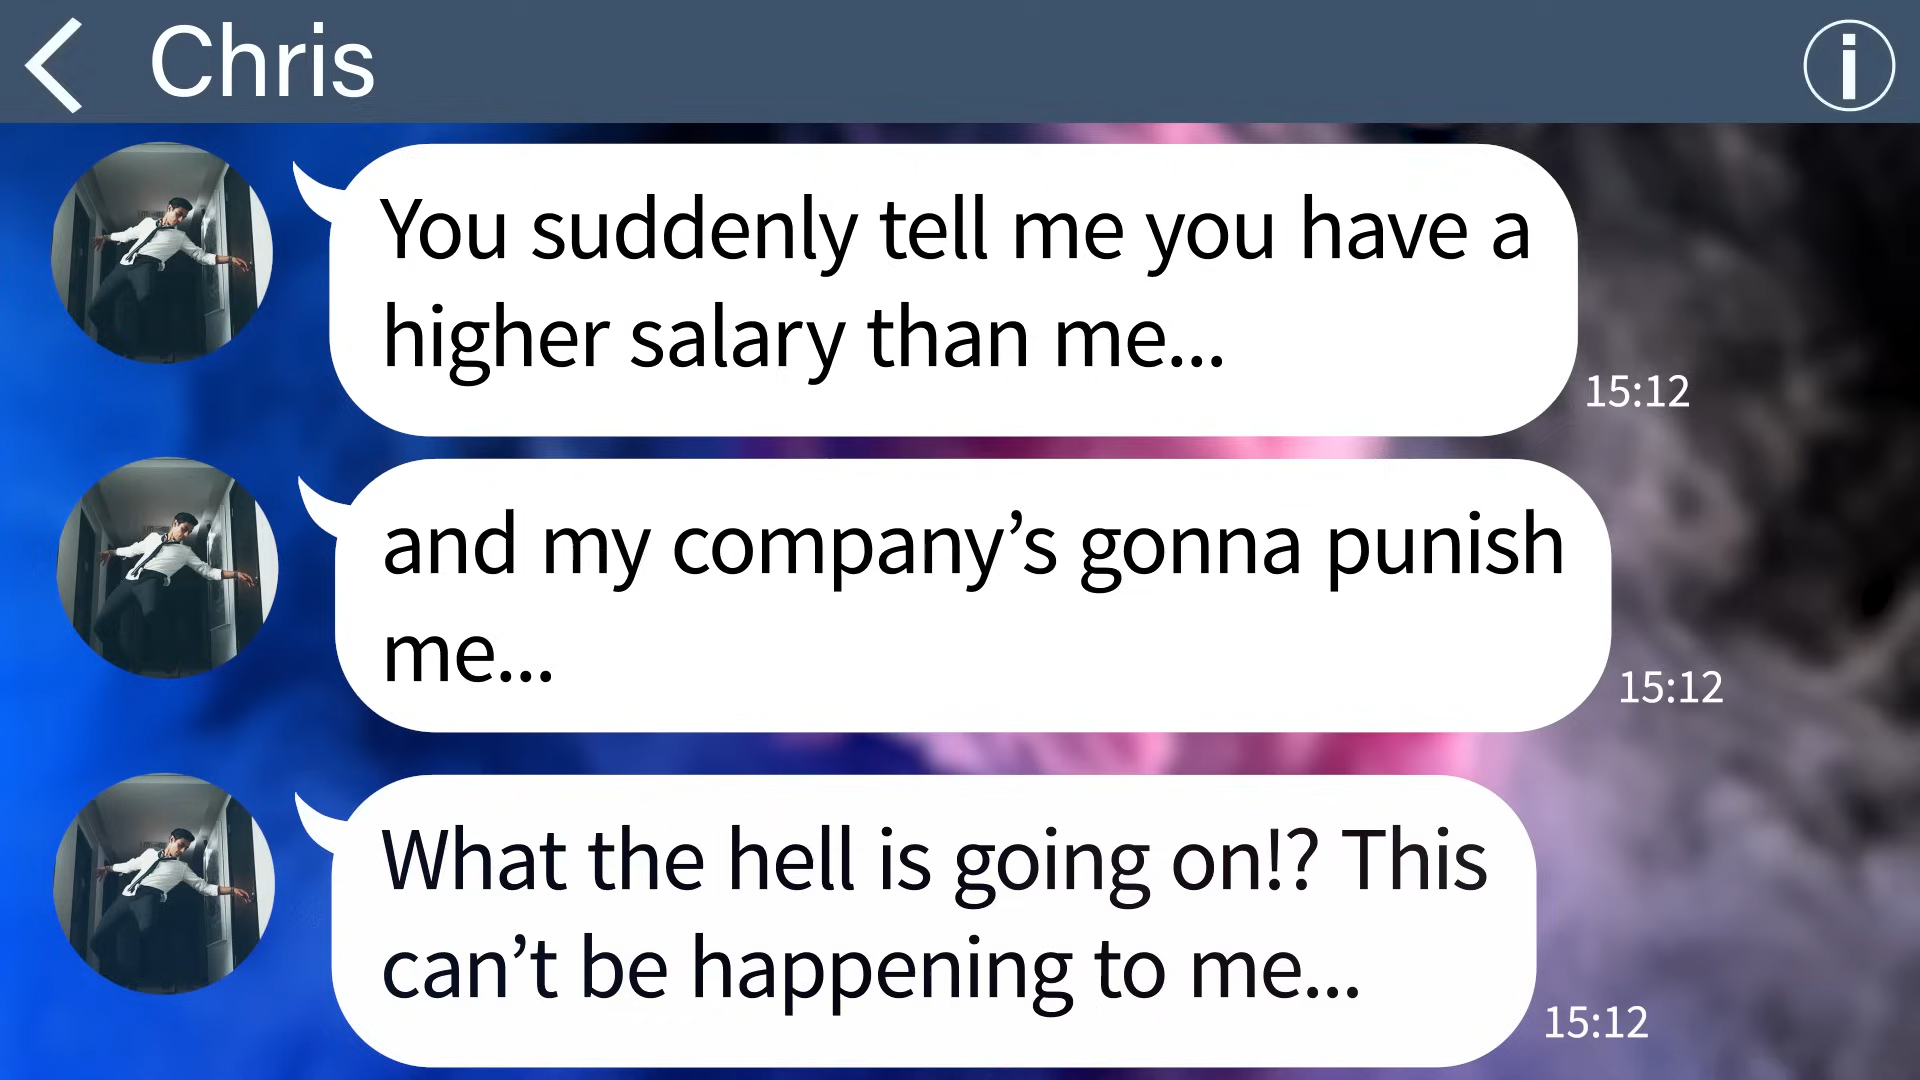 Chris
You suddenly tell me you have a
higher salary than me...
15:12
and my company’s gonna punish
me...
15:12
What the hell is going on!? This
can’t be happening to me...
15:12